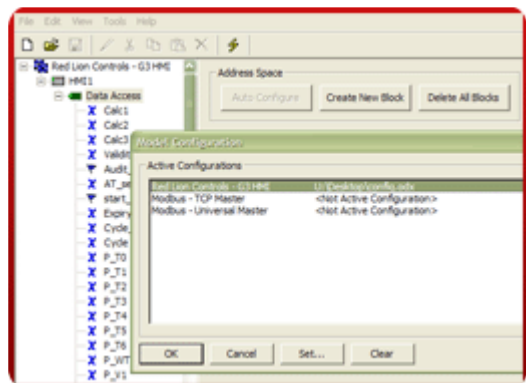 File Edit View Tools Help
Red Lion Controls - G3 HMI
HMI1
Data Access
Calc1
Calc2
Calc3
Audit_
AT_se
start_
Expiry
Cycle_
Cycle
P_T0
P_T1
P_T2
P_T3
P_T4
P_T5
P_T6
P_WT
P_V1
Address Space
Auto Configure Create New Block Delete All Blocks
Model Configuration
Active Configurations
Red Lion Controls - G3 HMI U:\Desktop\config.adx
Modbus - TCP Master <Not Active Configuration>
Modbus - Universal Master <Not Active Configuration>
OK Cancel Set... Clear